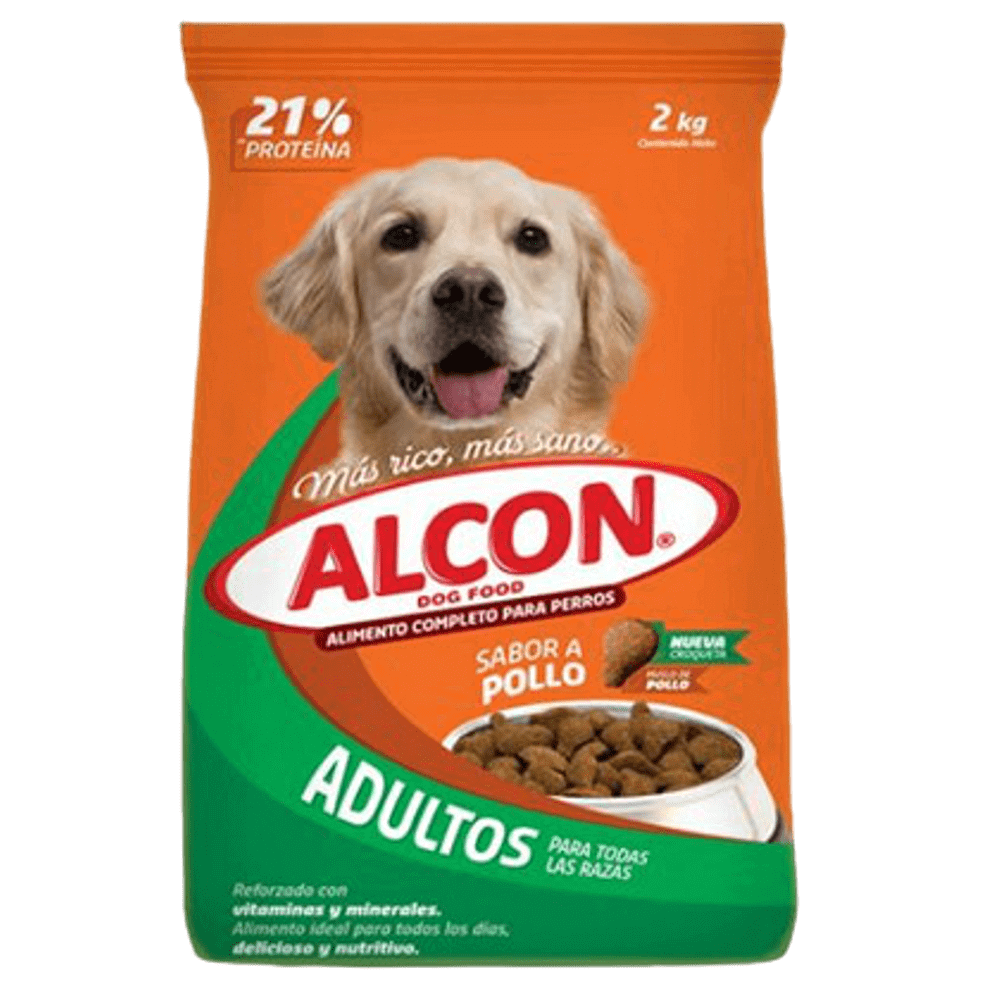 21%
PROTEÍNA
2 kg
Contenido Neto
Más rico, más sano...
ALCON®
DOG FOOD
ALIMENTO COMPLETO PARA PERROS
SABOR A
POLLO
NUEVA
CROQUETA
MUSLO DE
POLLO
ADULTOS
PARA TODAS
LAS RAZAS
Reforzado con
vitaminas y minerales.
Alimento ideal para todos los días,
delicioso y nutritivo.